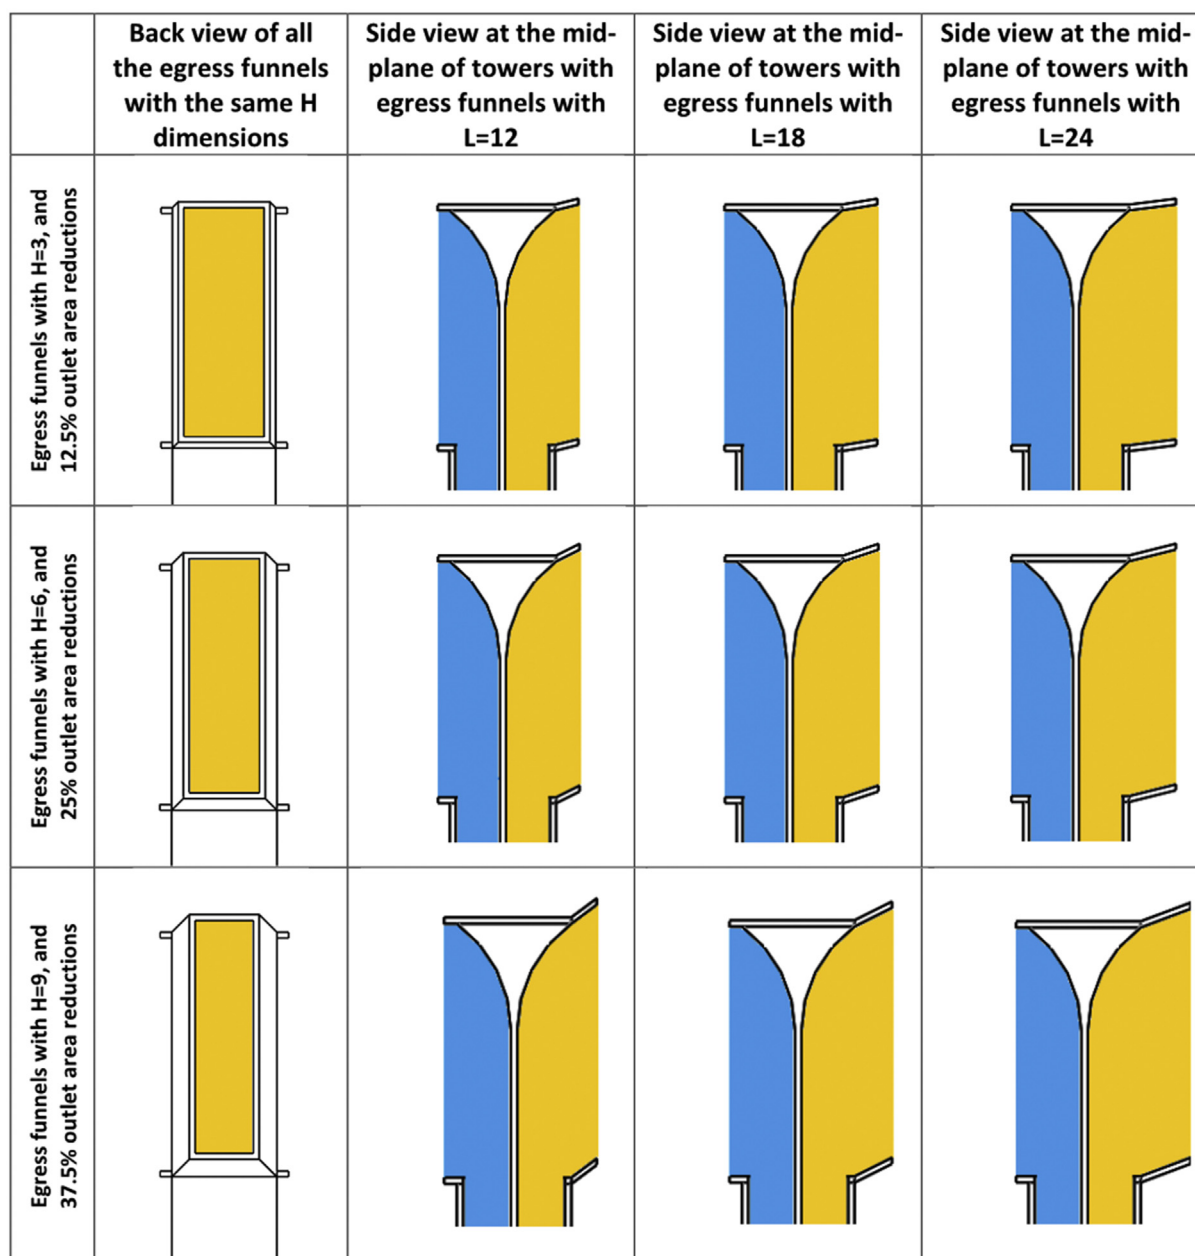 Back view of all
the egress funnels
with the same H
dimensions
Side view at the mid-
plane of towers with
egress funnels with
L=12
Side view at the mid-
plane of towers with
egress funnels with
L=18
Side view at the mid-
plane of towers with
egress funnels with
L=24
Egress funnels with H=3, and
12.5% outlet area reductions
Egress funnels with H=6, and
25% outlet area reductions
Egress funnels with H=9, and
37.5% outlet area reductions